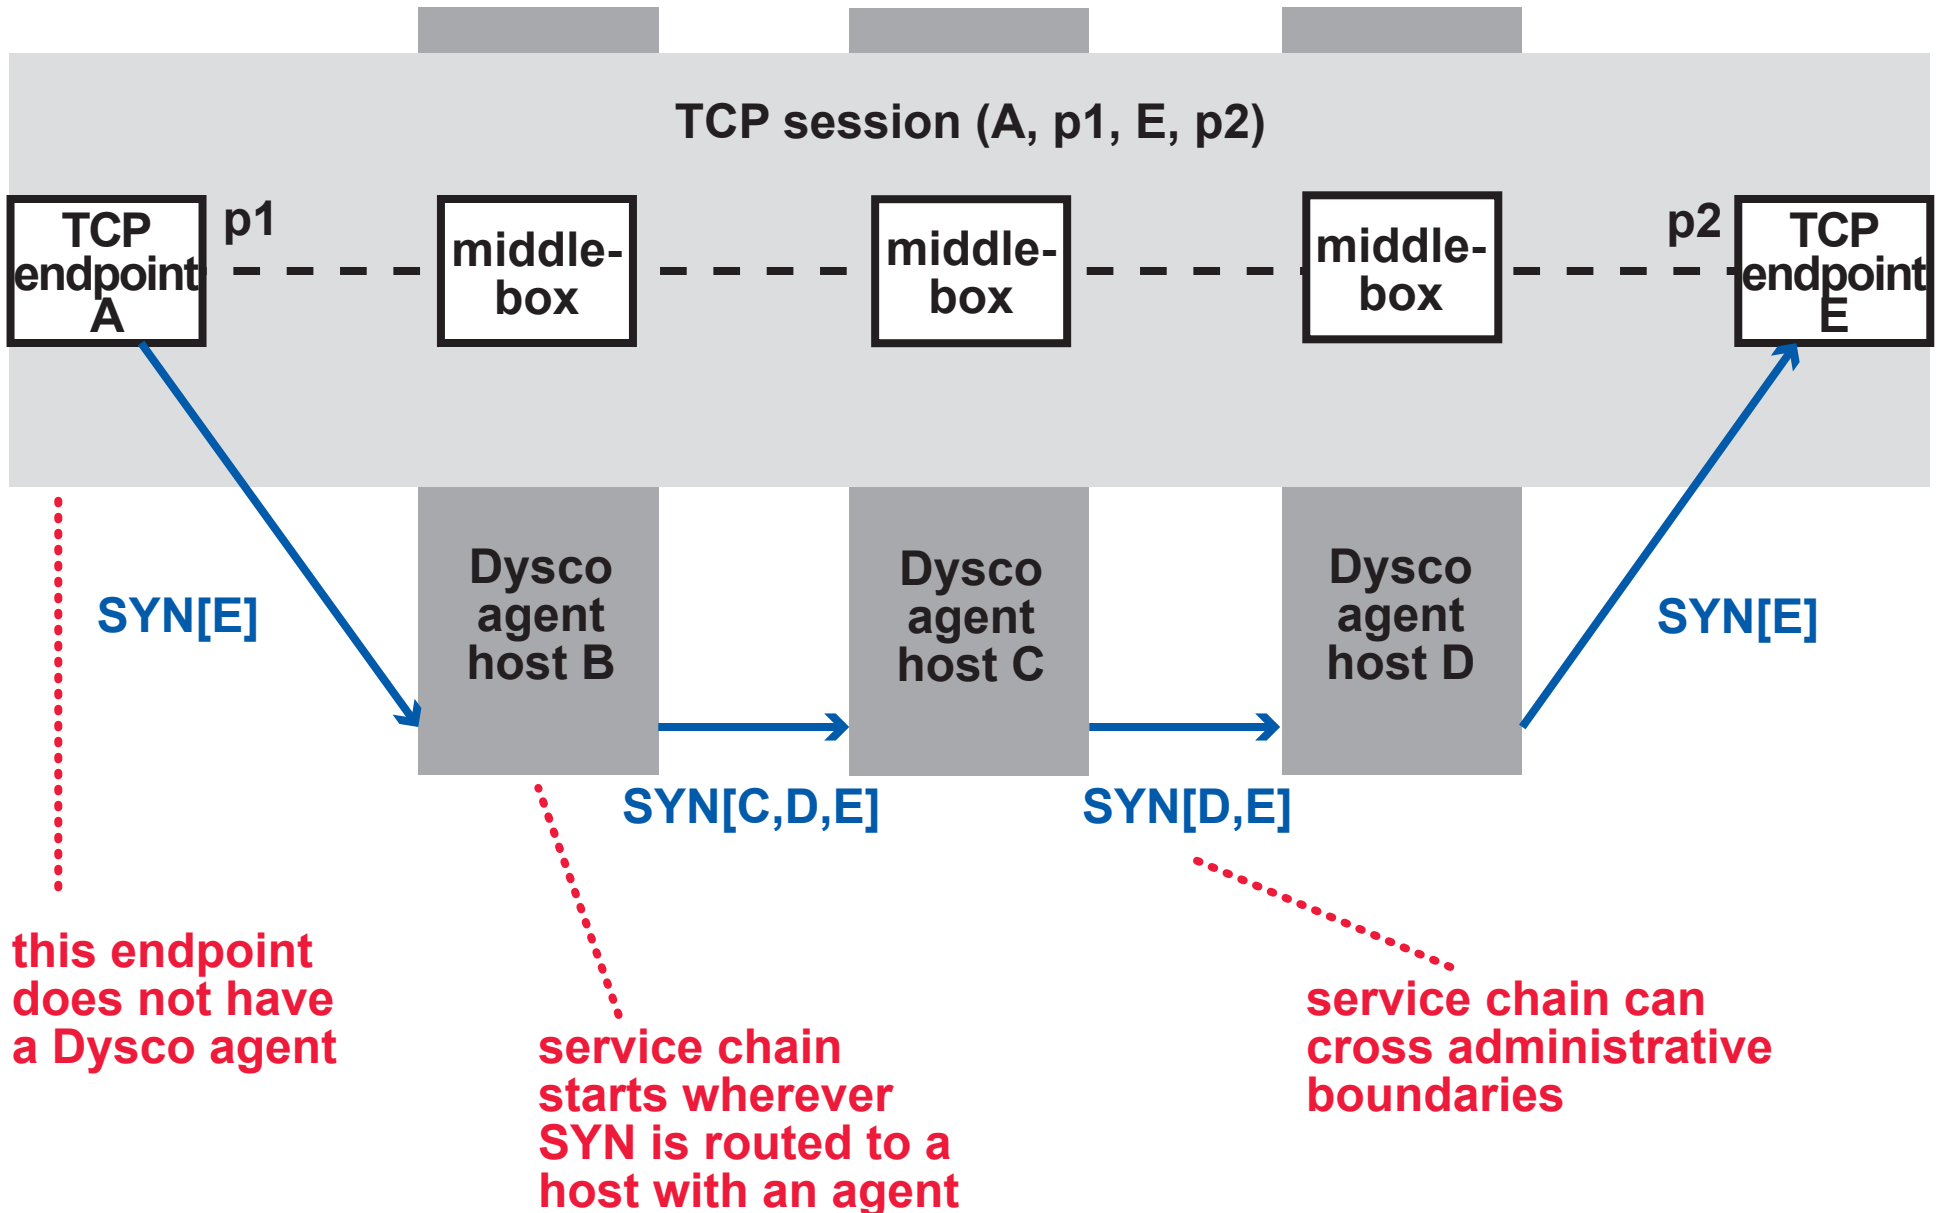 TCP session (A, p1, E, p2)
TCP
endpoint
A
p1
middle-
box
middle-
box
middle-
box
p2
TCP
endpoint
E
SYN[E]
Dysco
agent
host B
Dysco
agent
host C
Dysco
agent
host D
SYN[E]
SYN[C,D,E]
SYN[D,E]
this endpoint
does not have
a Dysco agent
service chain
starts wherever
SYN is routed to a
host with an agent
service chain can
cross administrative
boundaries